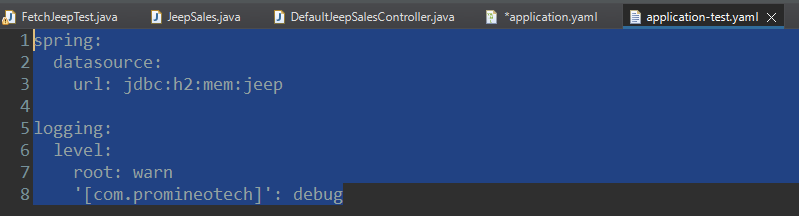 FetchJeepTest.java JeepSales.java DefaultJeepSalesController.java *application.yaml application-test.yaml
1 spring:
2   datasource:
3     url: jdbc:h2:mem:jeep
4
5 logging:
6   level:
7     root: warn
8     '[com.promineotech]': debug